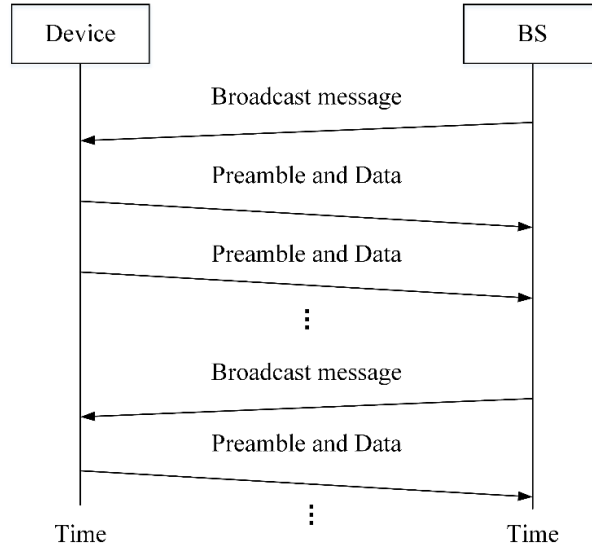 Device
BS
Broadcast message
Preamble and Data
Preamble and Data
Broadcast message
Preamble and Data
Time
Time